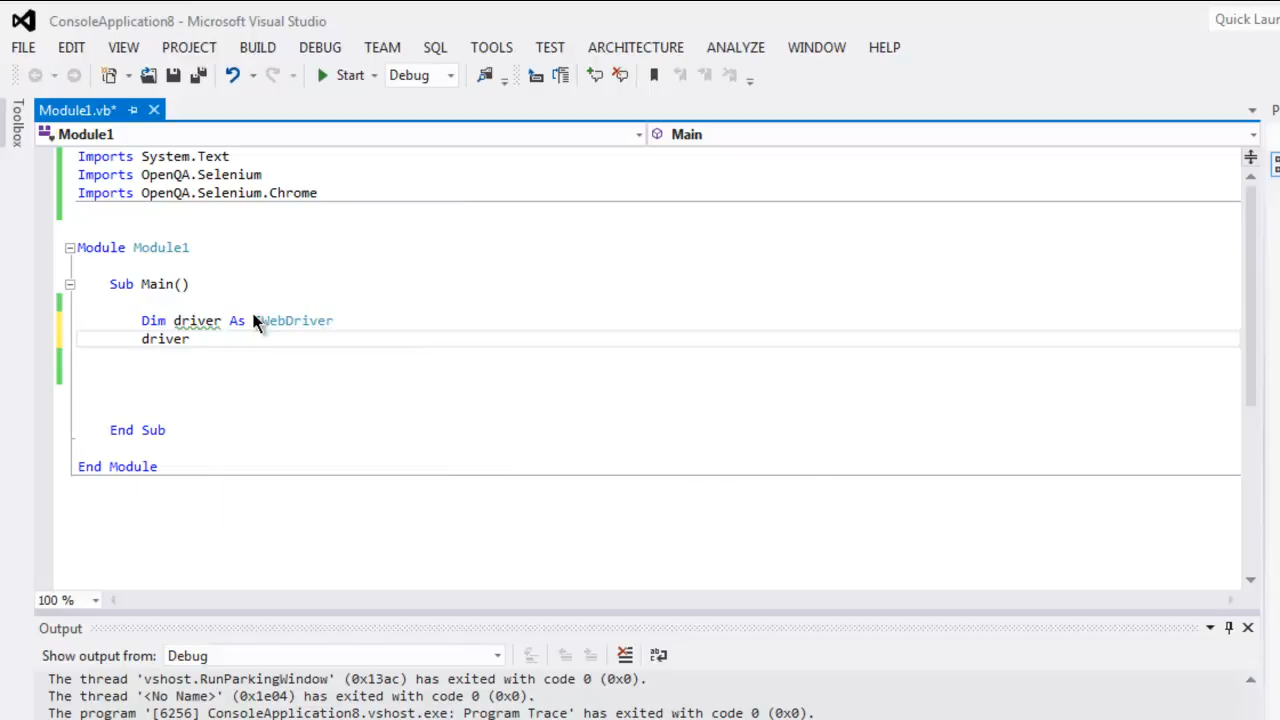 ConsoleApplication8 - Microsoft Visual Studio
Quick
FILE EDIT VIEW PROJECT BUILD DEBUG TEAM SQL TOOLS TEST ARCHITECTURE ANALYZE WINDOW HELP
Start Debug
Toolbox
Module1.vb*
Module1 Main
Imports System.Text
Imports OpenQA.Selenium
Imports OpenQA.Selenium.Chrome
Module Module1
Sub Main()
Dim driver As IWebDriver
driver
End Sub
End Module
100 %
Output
Show output from: Debug
The thread 'vshost.RunParkingWindow' (0x13ac) has exited with code 0 (0x0).
The thread '<No Name>' (0x1e04) has exited with code 0 (0x0).
The program '[6256] ConsoleApplication8.vshost.exe: Program Trace' has exited with code 0 (0x0).